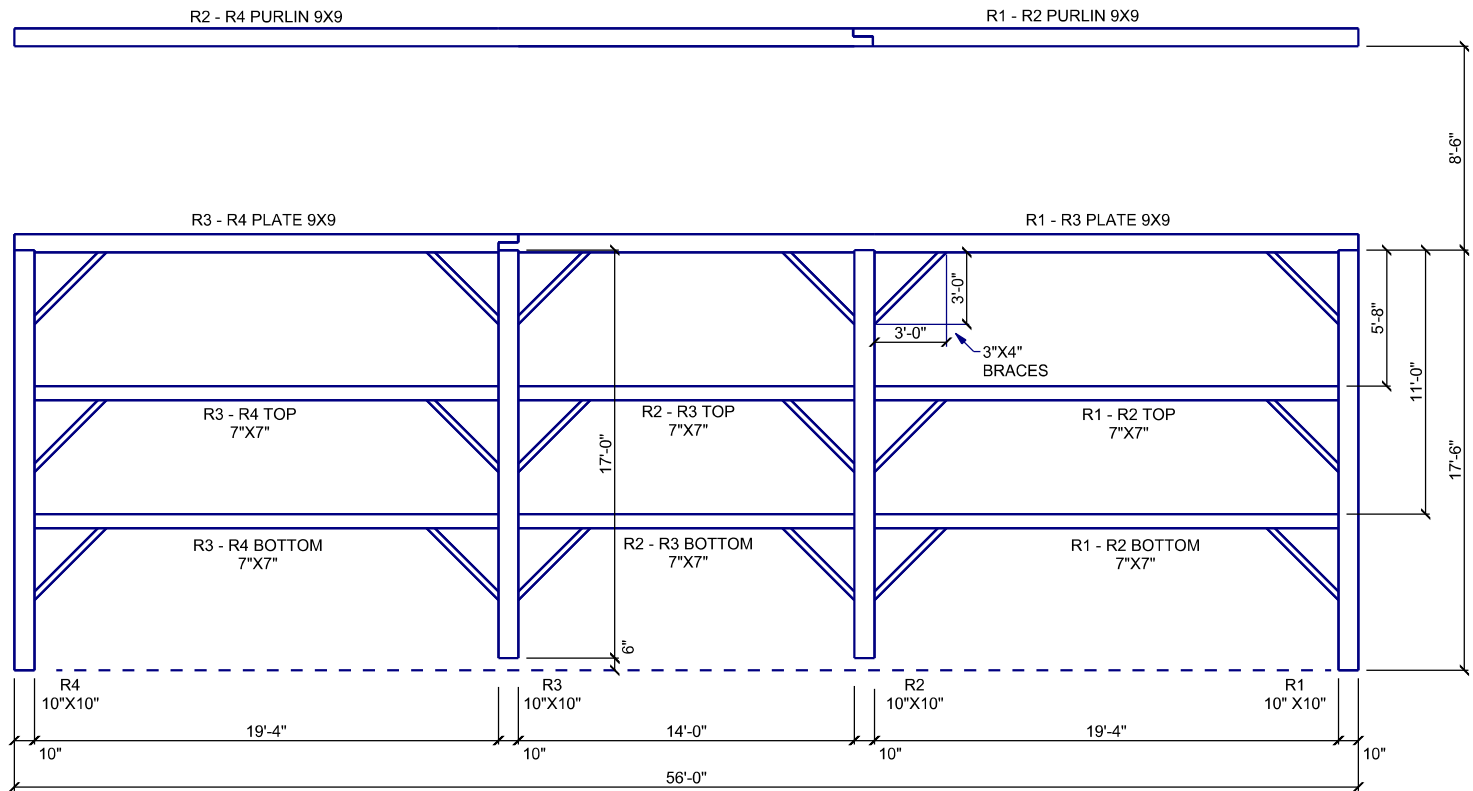 R2 - R4 PURLIN 9X9
R1 - R2 PURLIN 9X9
8'-6"
R3 - R4 PLATE 9X9
R1 - R3 PLATE 9X9
3'-0"
3'-0"
3"X4"
BRACES
5'-8"
11'-0"
17'-6"
17'-0"
6"
R3 - R4 TOP
7"X7"
R2 - R3 TOP
7"X7"
R1 - R2 TOP
7"X7"
R3 - R4 BOTTOM
7"X7"
R2 - R3 BOTTOM
7"X7"
R1 - R2 BOTTOM
7"X7"
R4
10"X10"
R3
10"X10"
R2
10"X10"
R1
10" X10"
19'-4"
14'-0"
19'-4"
10"
10"
10"
10"
56'-0"